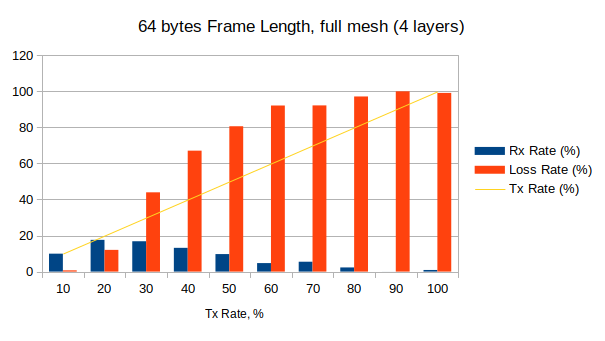 64 bytes Frame Length, full mesh (4 layers)
120
100
80
60
40
20
0
10 20 30 40 50 60 70 80 90 100
Tx Rate, %
Rx Rate (%)
Loss Rate (%)
Tx Rate (%)